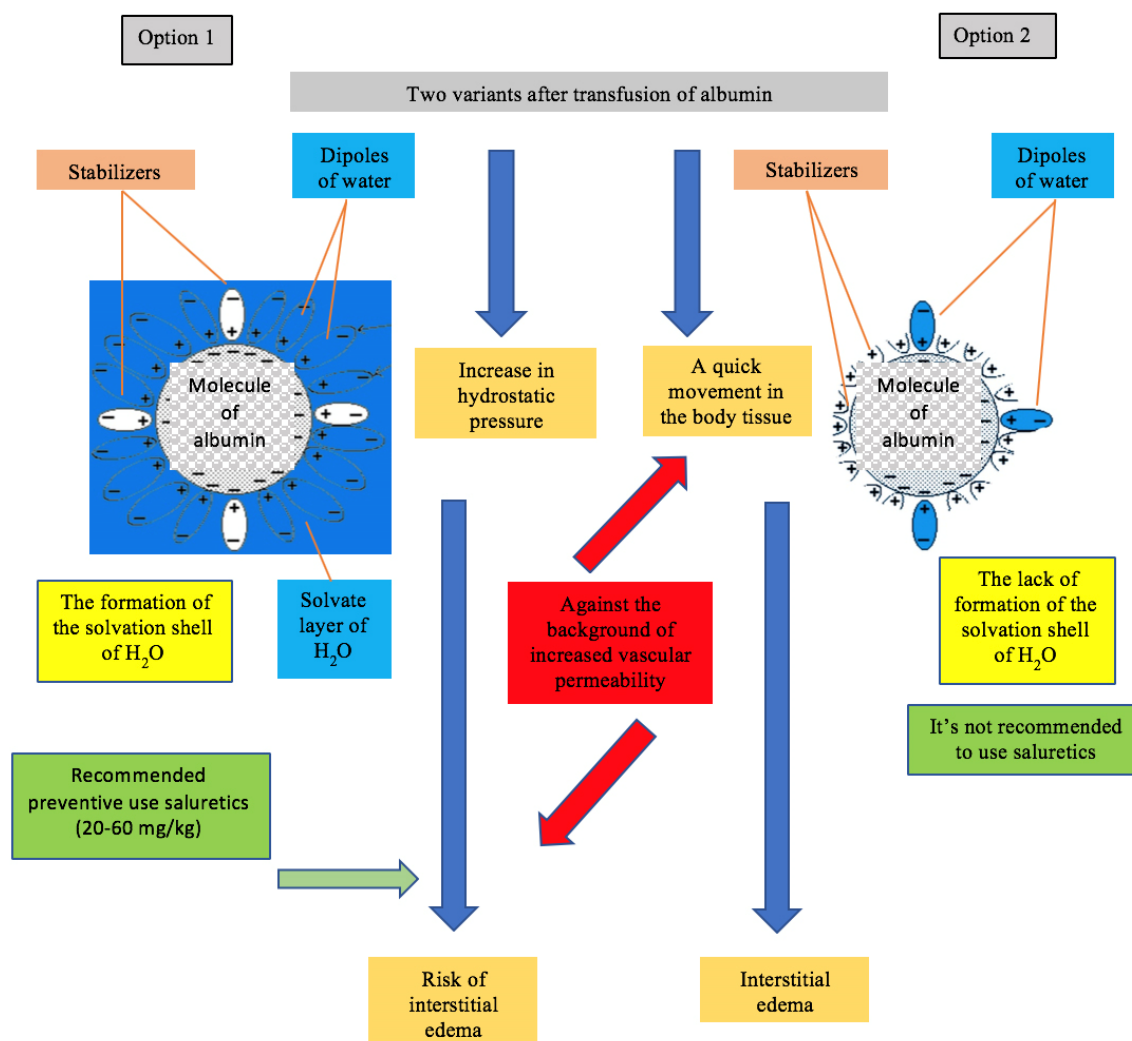 Option 1
Option 2
Two variants after transfusion of albumin
Stabilizers
Dipoles
of water
Stabilizers
Dipoles
of water
Molecule
of
albumin
Increase in
hydrostatic
pressure
A quick
movement in
the body tissue
Molecule
of
albumin
The formation of
the solvation shell
of H₂O
Solvate
layer of
H₂O
Against the
background of
increased vascular
permeability
The lack of
formation of the
solvation shell
of H₂O
It's not recommended
to use saluretics
Recommended
preventive use saluretics
(20-60 mg/kg)
Risk of
interstitial
edema
Interstitial
edema